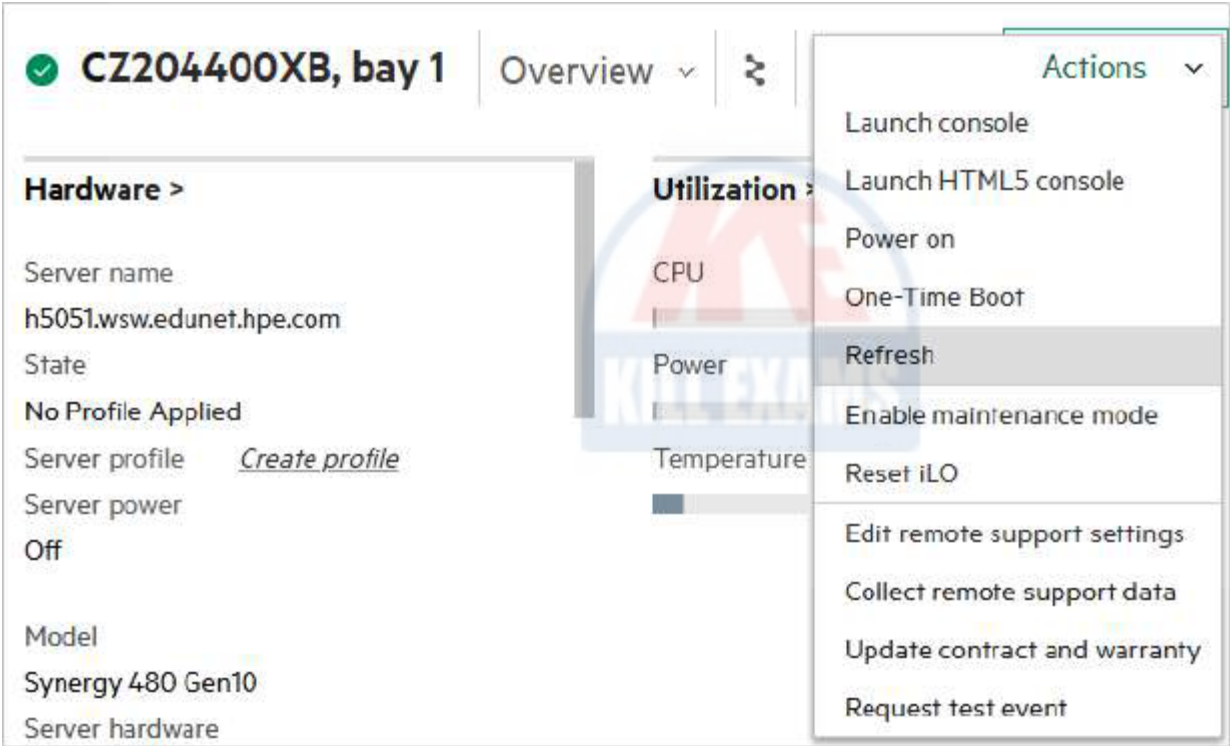 CZ204400XB, bay 1
Overview
Actions
Hardware >
Server name
h5051.wsw.edunet.hpe.com
State
No Profile Applied
Server profile Create profile
Server power
Off
Model
Synergy 480 Gen10
Server hardware
Utilization >
CPU
Power
Temperature
KILL EXAMS
Launch console
Launch HTML5 console
Power on
One-Time Boot
Refresh
Enable maintenance mode
Reset iLO
Edit remote support settings
Collect remote support data
Update contract and warranty
Request test event